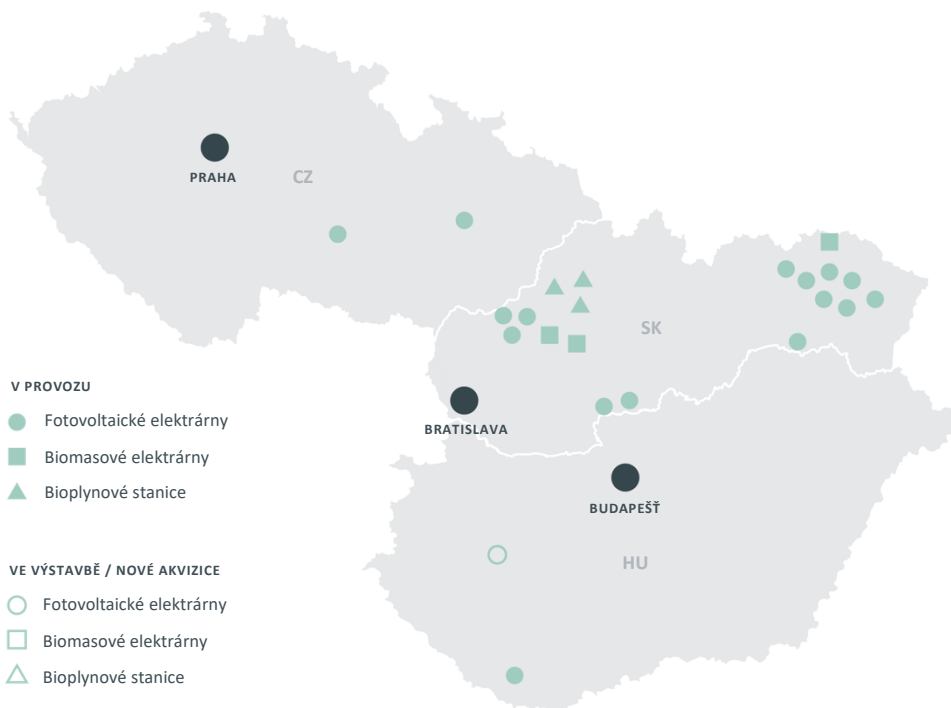 PRAHA
CZ
SK
BRATISLAVA
BUDAPEŠŤ
HU
V PROVOZU
Fotovoltaické elektrárny
Biomasové elektrárny
Bioplynové stanice
VE VÝSTAVBĚ / NOVÉ AKVIZICE
Fotovoltaické elektrárny
Biomasové elektrárny
Bioplynové stanice